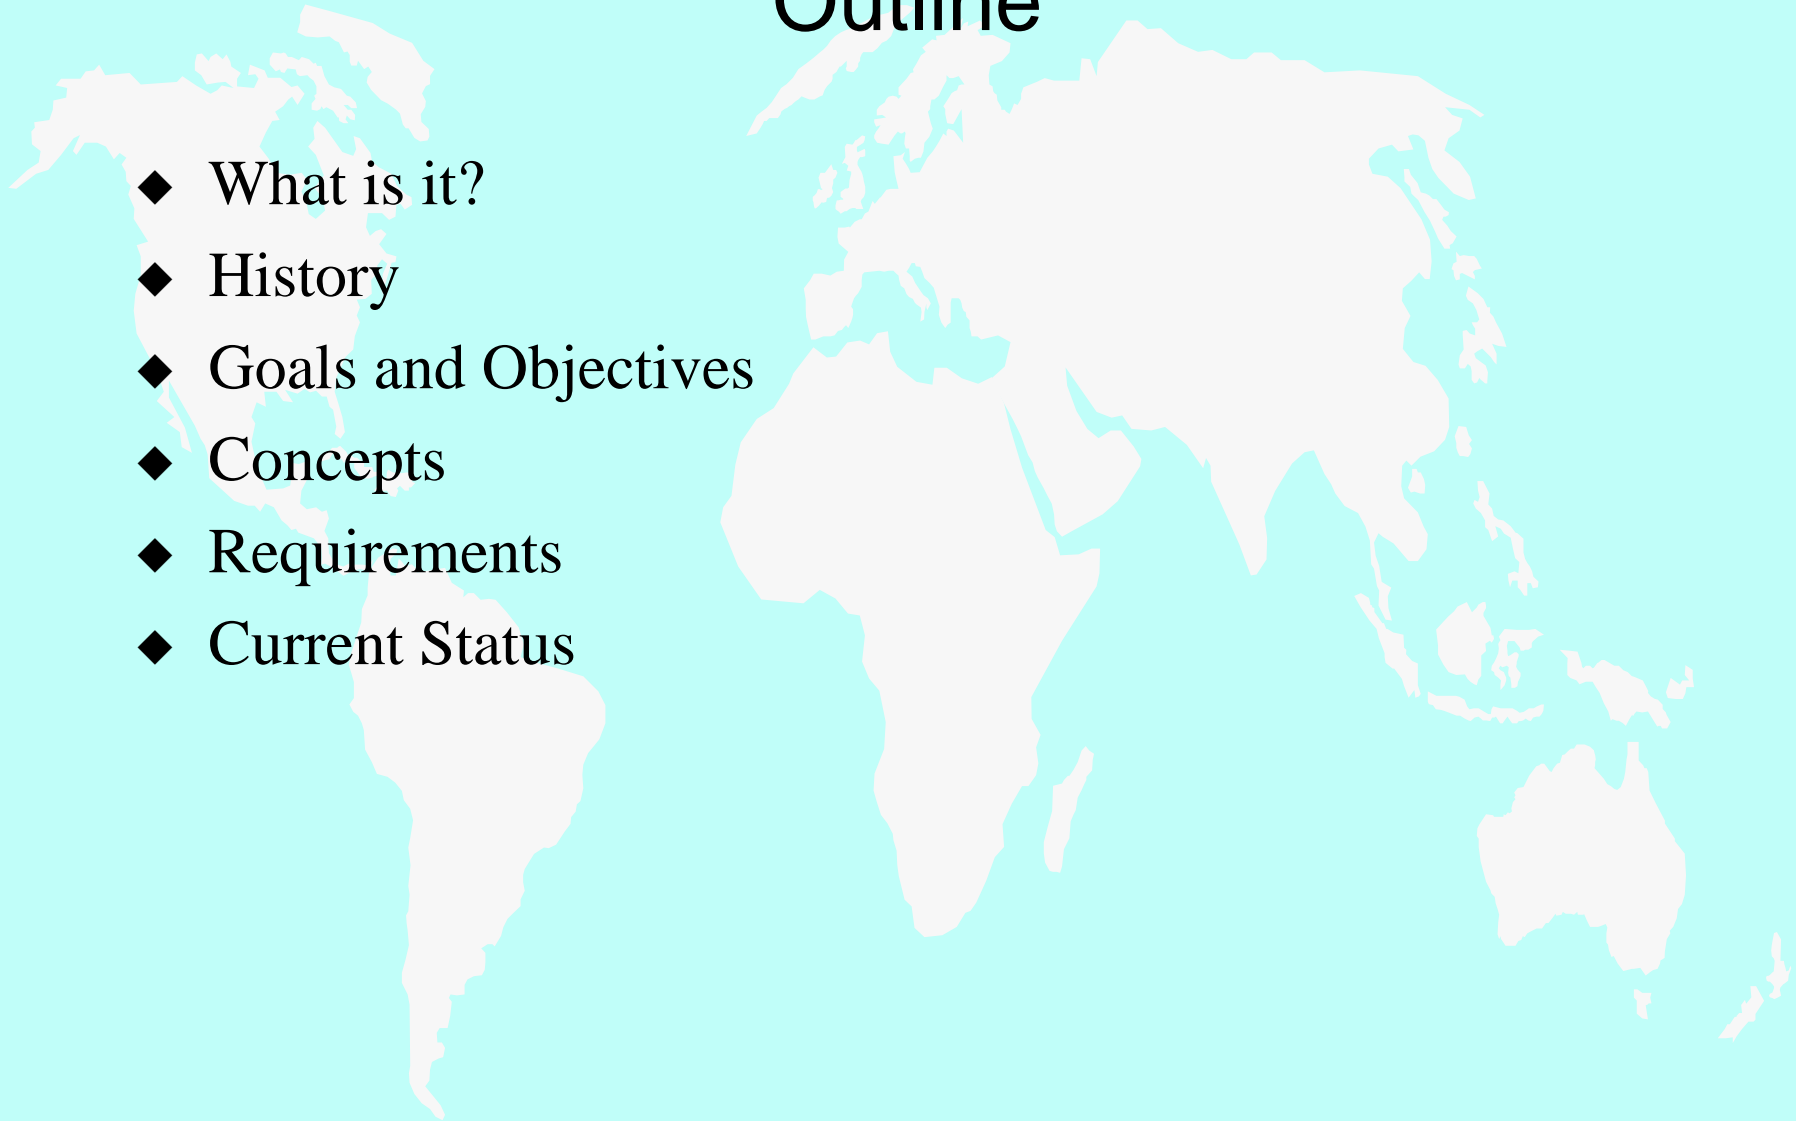 Outline
◆ What is it?
◆ History
◆ Goals and Objectives
◆ Concepts
◆ Requirements
◆ Current Status